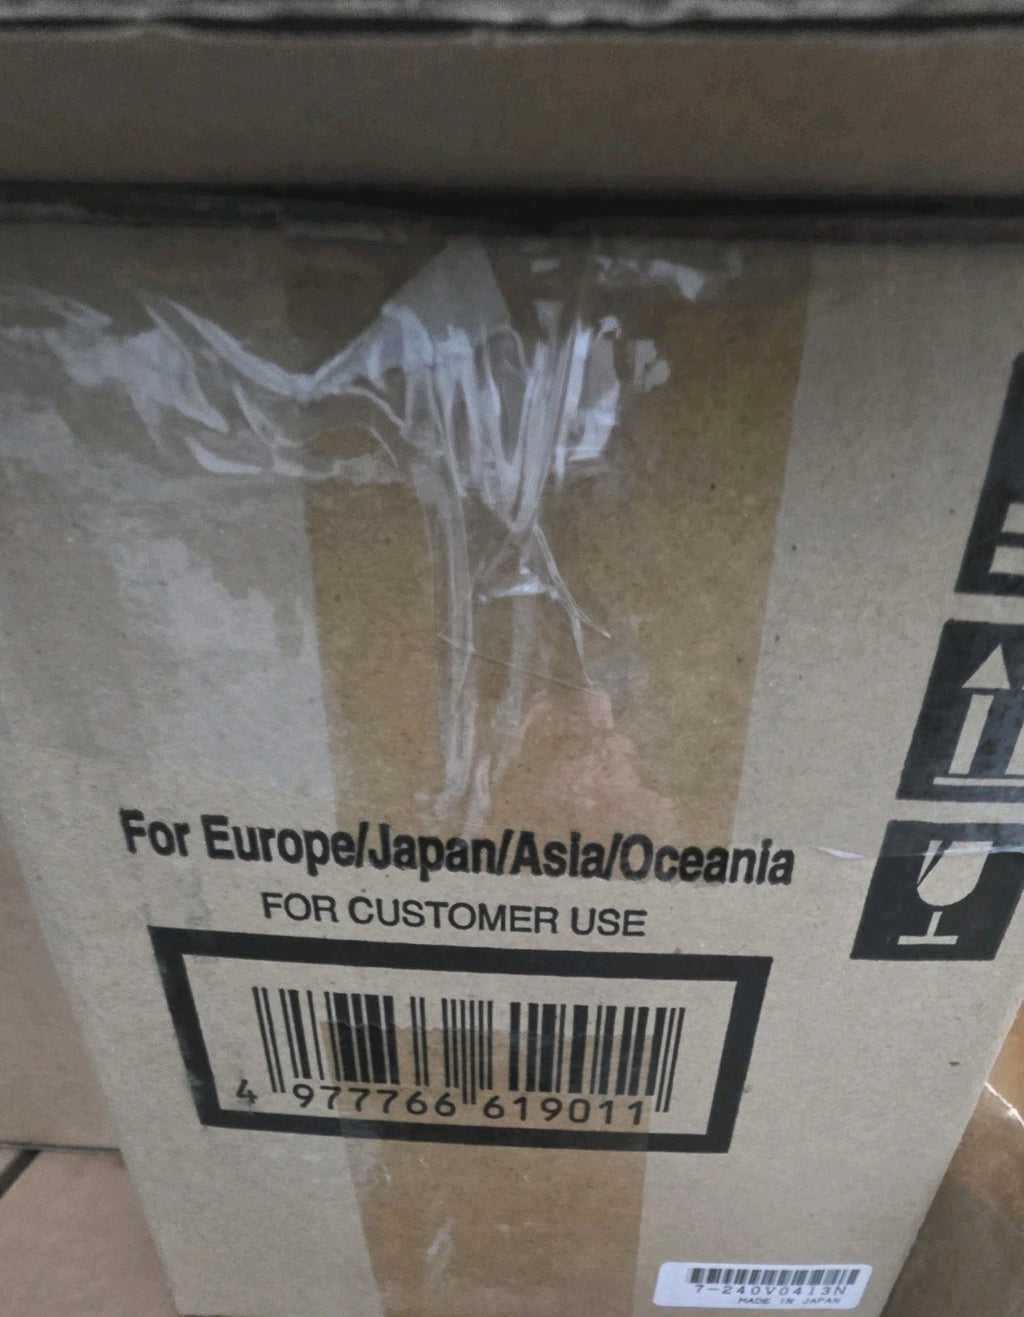 For Europe/Japan/Asia/Oceania
FOR CUSTOMER USE
4 977766 619011
7-240V0413N
MADE IN JAPAN